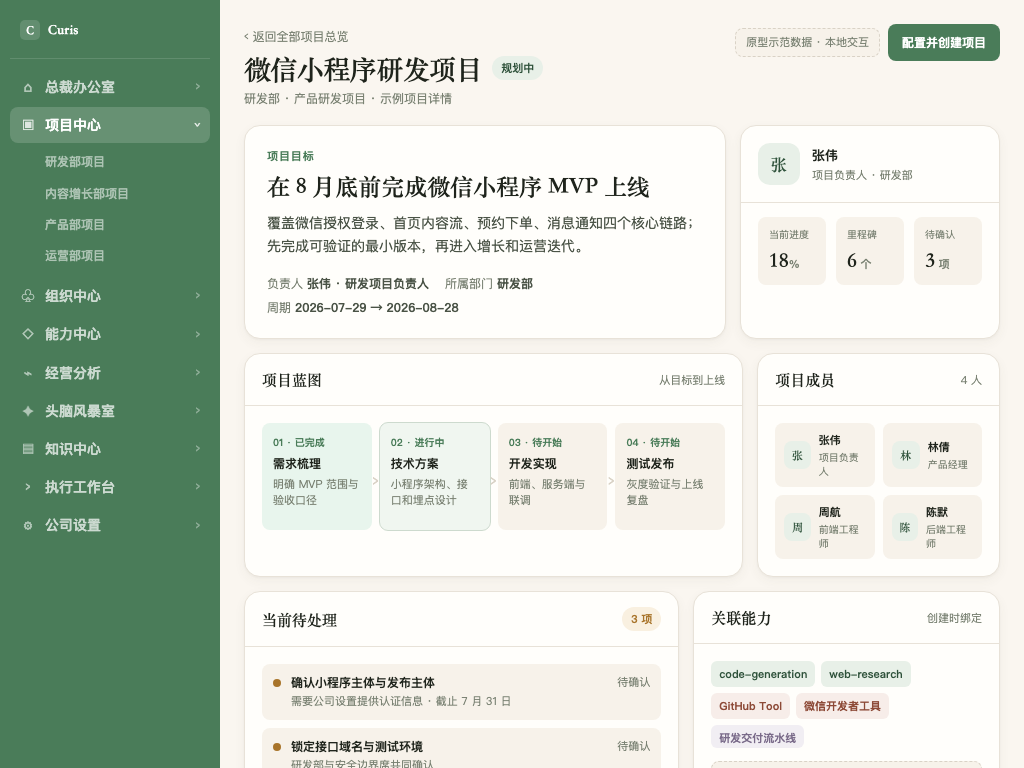 C Curis
总裁办公室
项目中心
研发部项目
内容增长部项目
产品部项目
运营部项目
组织中心
能力中心
经营分析
头脑风暴室
知识中心
执行工作台
公司设置
‹ 返回全部项目总览
微信小程序研发项目 规划中
研发部 · 产品研发项目 · 示例项目详情
原型示范数据 · 本地交互
配置并创建项目
项目目标
在 8 月底前完成微信小程序 MVP 上线
覆盖微信授权登录、首页内容流、预约下单、消息通知四个核心链路；
先完成可验证的最小版本，再进入增长和运营迭代。
负责人 张伟 · 研发项目负责人 所属部门 研发部
周期 2026-07-29 → 2026-08-28
张
张伟
项目负责人 · 研发部
当前进度
18%
里程碑
6 个
待确认
3 项
项目蓝图
从目标到上线
01 · 已完成
需求梳理
明确 MVP 范围与
验收口径
02 · 进行中
技术方案
小程序架构、接
口和埋点设计
03 · 待开始
开发实现
前端、服务端与
联调
04 · 待开始
测试发布
灰度验证与上线
复盘
项目成员
4 人
张
张伟
项目负责
人
林
林倩
产品经理
周
周航
前端工程
师
陈
陈默
后端工程
师
当前待处理
3 项
确认小程序主体与发布主体
待确认
需要公司设置提供认证信息 · 截止 7 月 31 日
锁定接口域名与测试环境
待确认
研发部与安全边界席共同确认
关联能力
创建时绑定
code-generation
web-research
GitHub Tool
微信开发者工具
研发交付流水线